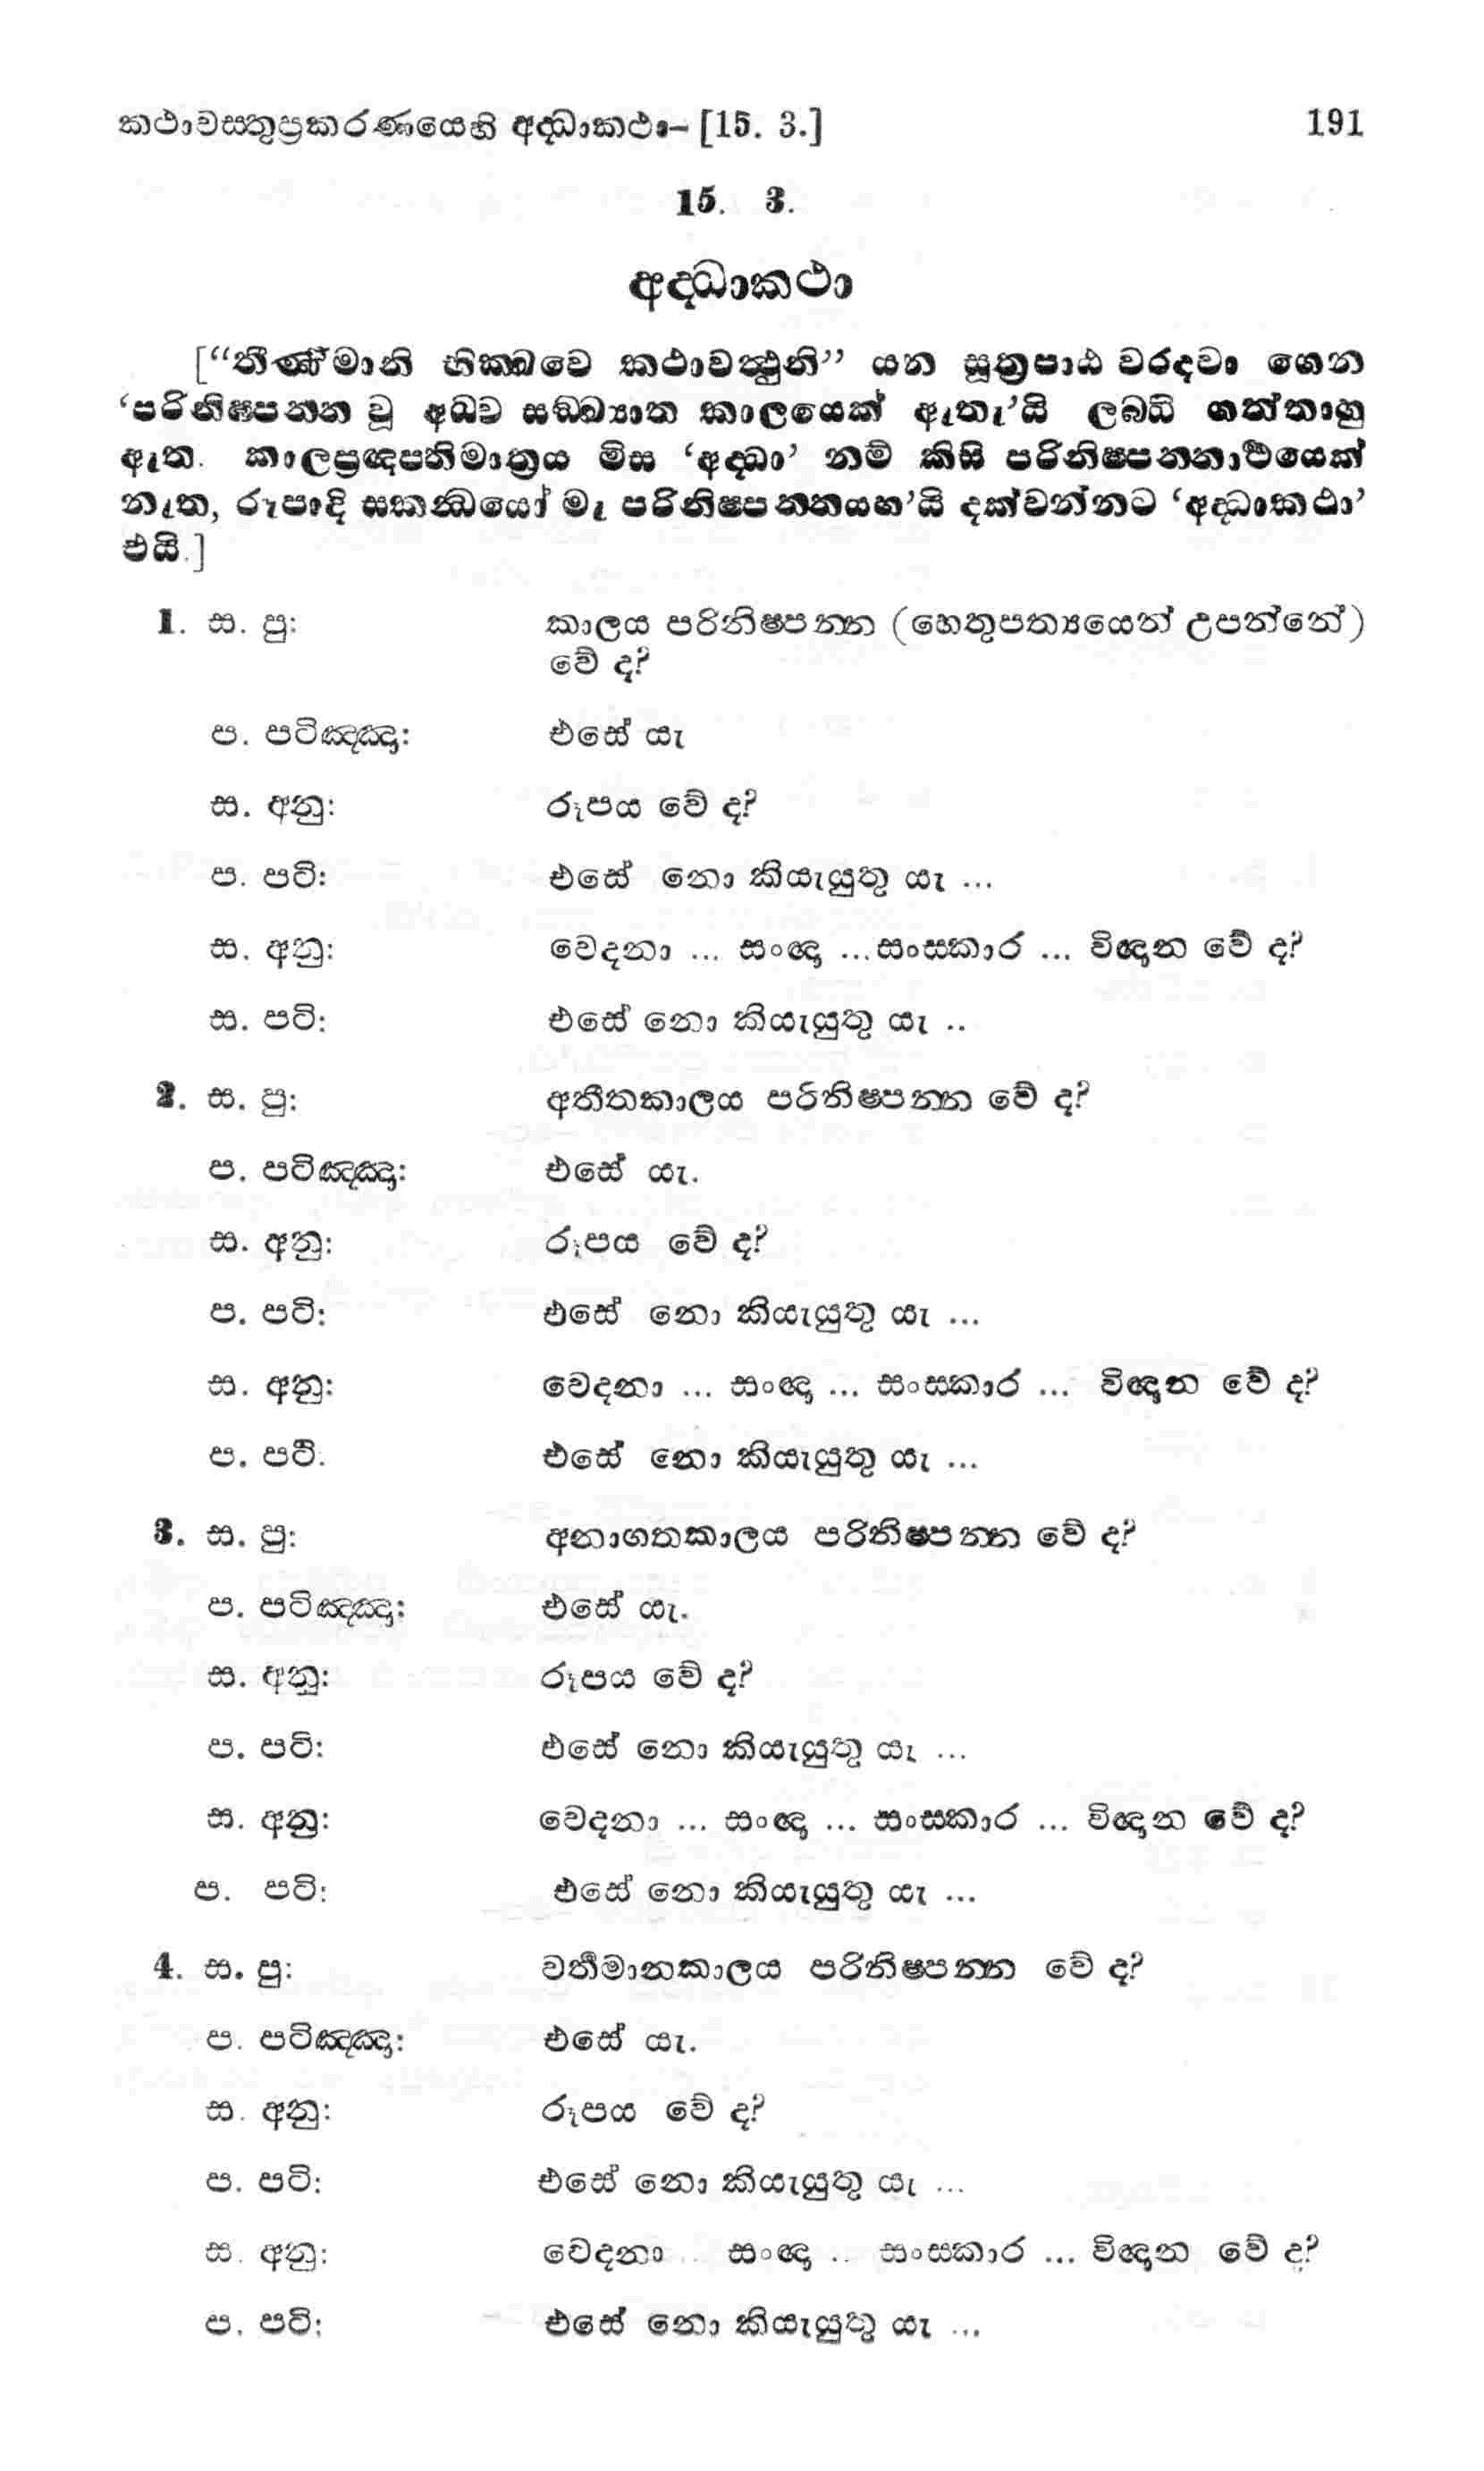 කථාවස්තුප්‍රකරණයෙහි අද්ධාකථා- [15. 3.] 191
15. 3.
අද්ධාකථා
[“තීණිමානි භික්ඛවෙ කථාවත්ථූනි” යන සූත්‍රපාඨ වරදවා ගෙන
‘පරිනිෂ්පන්න වූ අධ්ව සඞ්ඛ්‍යාත කාලයෙක් ඇතැ’යි ලබ්ධි ගත්තාහු
ඇත. කාලප්‍රඥප්තිමාත්‍රය මිස ‘අද්ධා’ නම් කිසි පරිනිෂ්පන්නාර්ථයෙක්
නැත, රූපාදි ස්කන්ධයෝ මැ පරිනිෂ්පන්නයහ’යි දක්වන්නට ‘අද්ධාකථා’
එයි.]
1. ස. පු: කාලය පරිනිෂ්පන්න (හෙතුපත්‍යයෙන් උපන්නේ)
වේ ද?
ප. පටිඤ්ඤා: එසේ යැ
ස. අනු: රූපය වේ ද?
ප. පටි: එසේ නො කියැයුතු යැ ...
ස. අනු: වෙදනා ... සංඥා ...සංස්කාර ... විඥාන වේ ද?
ස. පටි: එසේ නො කියැයුතු යැ ..
2. ස. පු: අතීතකාලය පරිනිෂ්පන්න වේ ද?
ප. පටිඤ්ඤා: එසේ යැ.
ස. අනු: රූපය වේ ද?
ප. පටි: එසේ නො කියැයුතු යැ ...
ස. අනු: වෙදනා ... සංඥා ... සංස්කාර ... විඥාන වේ ද?
ප. පටි. එසේ නො කියැයුතු යැ ...
3. ස. පු: අනාගතකාලය පරිනිෂ්පන්න වේ ද?
ප. පටිඤ්ඤා: එසේ යැ.
ස. අනු: රූපය වේ ද?
ප. පටි: එසේ නො කියැයුතු යැ ...
ස. අනු: වෙදනා ... සංඥා ... සංස්කාර ... විඥාන වේ ද?
ප. පටි: එසේ නො කියැයුතු යැ ...
4. ස. පු: වර්තමානකාලය පරිනිෂ්පන්න වේ ද?
ප. පටිඤ්ඤා: එසේ යැ.
ස. අනු: රූපය වේ ද?
ප. පටි: එසේ නො කියැයුතු යැ ...
ස. අනු: වෙදනා .. සංඥා .. සංස්කාර ... විඥාන වේ ද?
ප. පටි: එසේ නො කියැයුතු යැ ...